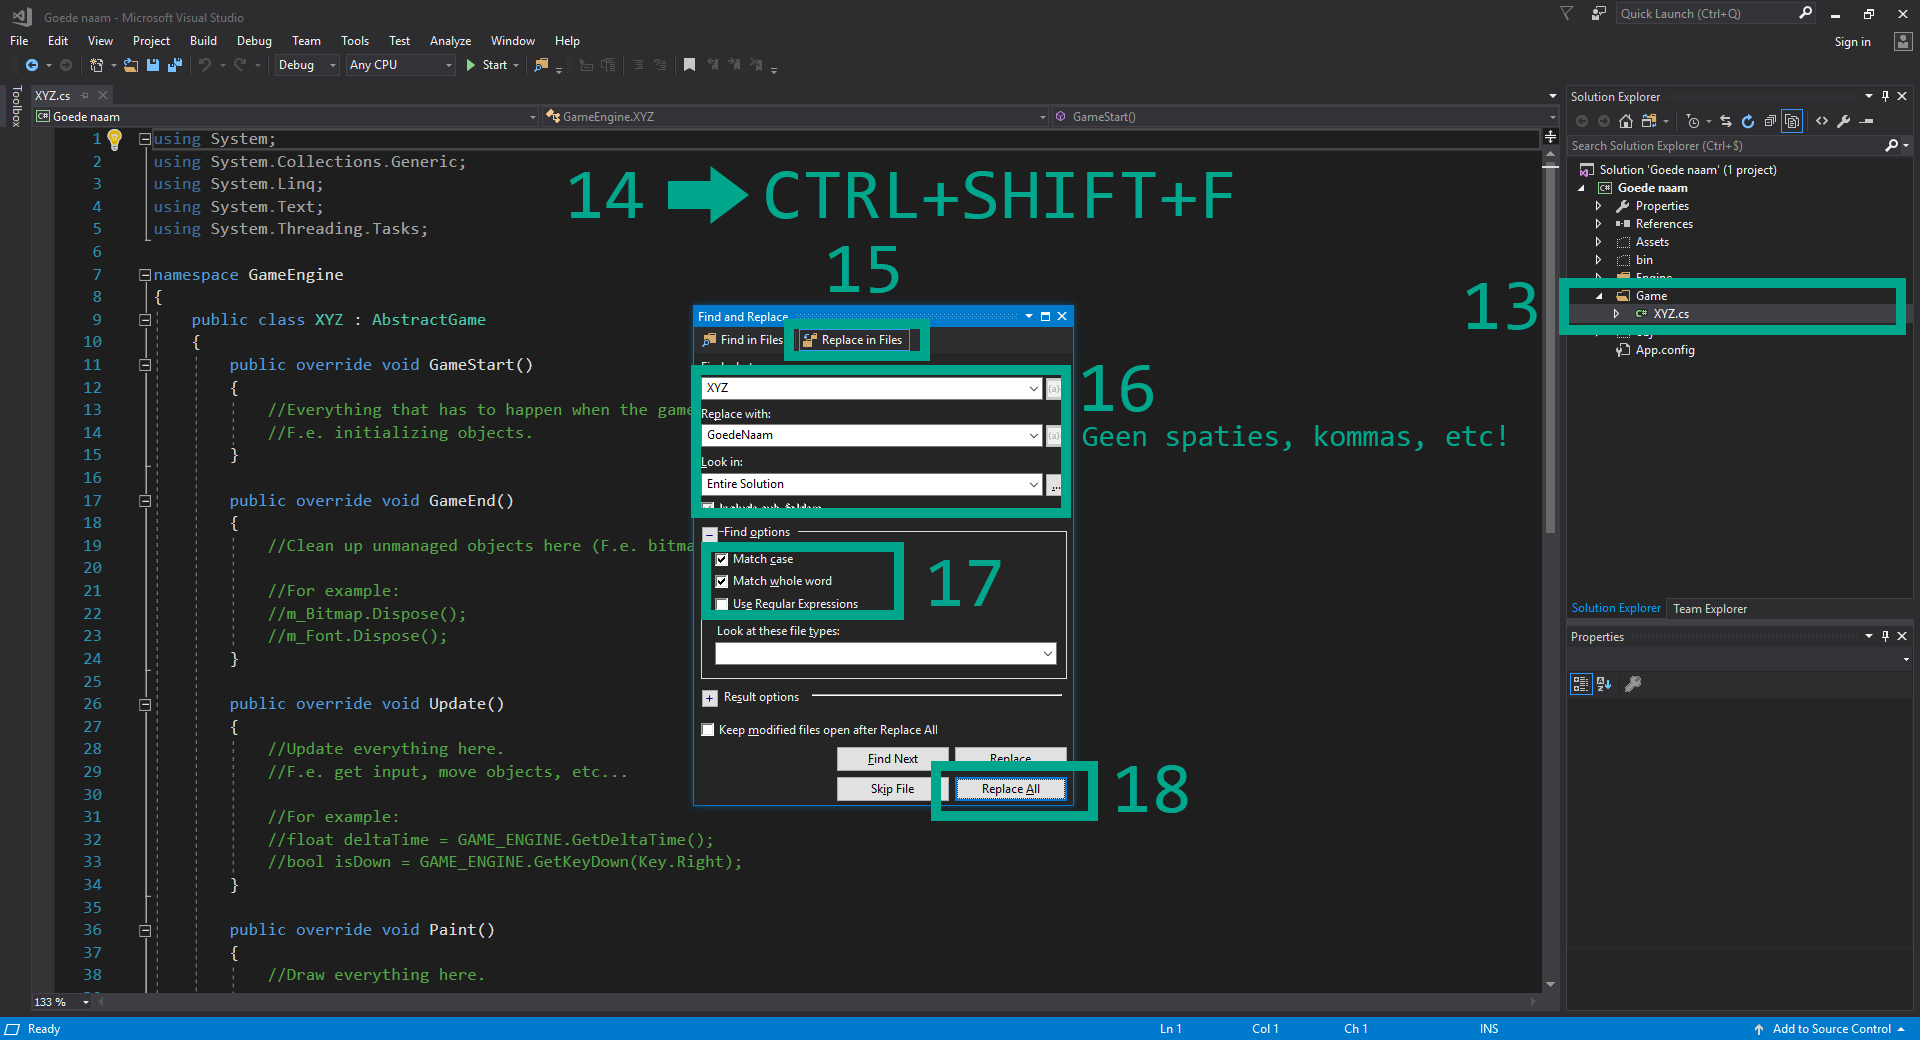 Goede naam - Microsoft Visual Studio
Quick Launch (Ctrl+Q)
File Edit View Project Build Debug Team Tools Test Analyze Window Help
Sign in
Debug Any CPU Start
Toolbox
XYZ.cs
Goede naam GameEngine.XYZ GameStart()
1 using System;
2 using System.Collections.Generic;
3 using System.Linq;
4 using System.Text;
5 using System.Threading.Tasks;
6
7 namespace GameEngine
8 {
9 public class XYZ : AbstractGame
10 {
11 public override void GameStart()
12 {
13 //Everything that has to happen when the game
14 //F.e. initializing objects.
15 }
16
17 public override void GameEnd()
18 {
19 //Clean up unmanaged objects here (F.e. bitma
20
21 //For example:
22 //m_Bitmap.Dispose();
23 //m_Font.Dispose();
24 }
25
26 public override void Update()
27 {
28 //Update everything here.
29 //F.e. get input, move objects, etc...
30
31 //For example:
32 //float deltaTime = GAME_ENGINE.GetDeltaTime();
33 //bool isDown = GAME_ENGINE.GetKeyDown(Key.Right);
34 }
35
36 public override void Paint()
37 {
38 //Draw everything here.
133 %
14 CTRL+SHIFT+F
15
Find and Replace
Find in Files Replace in Files
XYZ
Replace with:
GoedeNaam
Look in:
Entire Solution
...
16
Geen spaties, kommas, etc!
Find options
Match case
Match whole word
Use Regular Expressions
17
Look at these file types:
Result options
Keep modified files open after Replace All
Find Next Replace
Skip File Replace All
18
Solution Explorer
Search Solution Explorer (Ctrl+$)
Solution 'Goede naam' (1 project)
Goede naam
Properties
References
Assets
bin
Engine
13
Game
XYZ.cs
App.config
Solution Explorer Team Explorer
Properties
Ready Ln 1 Col 1 Ch 1 INS Add to Source Control